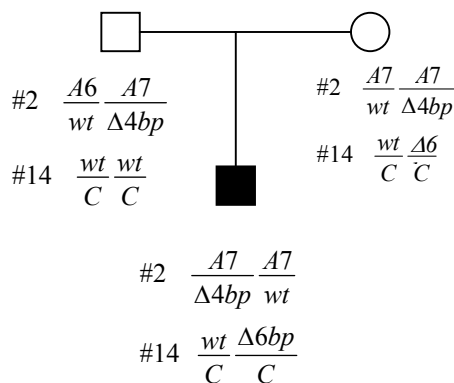 #2 A6/wt A7/Δ4bp
#14 wt/C wt/C
#2 A7/wt A7/Δ4bp
#14 wt/C Δ6/C
#2 A7/Δ4bp A7/wt
#14 wt/C Δ6bp/C